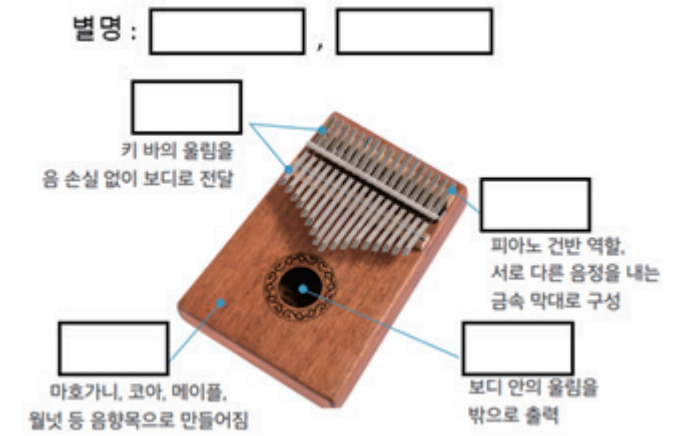 별명 : ,
키 바의 울림을
음 손실 없이 보디로 전달
피아노 건반 역할,
서로 다른 음정을 내는
금속 막대로 구성
마호가니, 코아, 메이플,
월넛 등 음향목으로 만들어짐
보디 안의 울림을
밖으로 출력